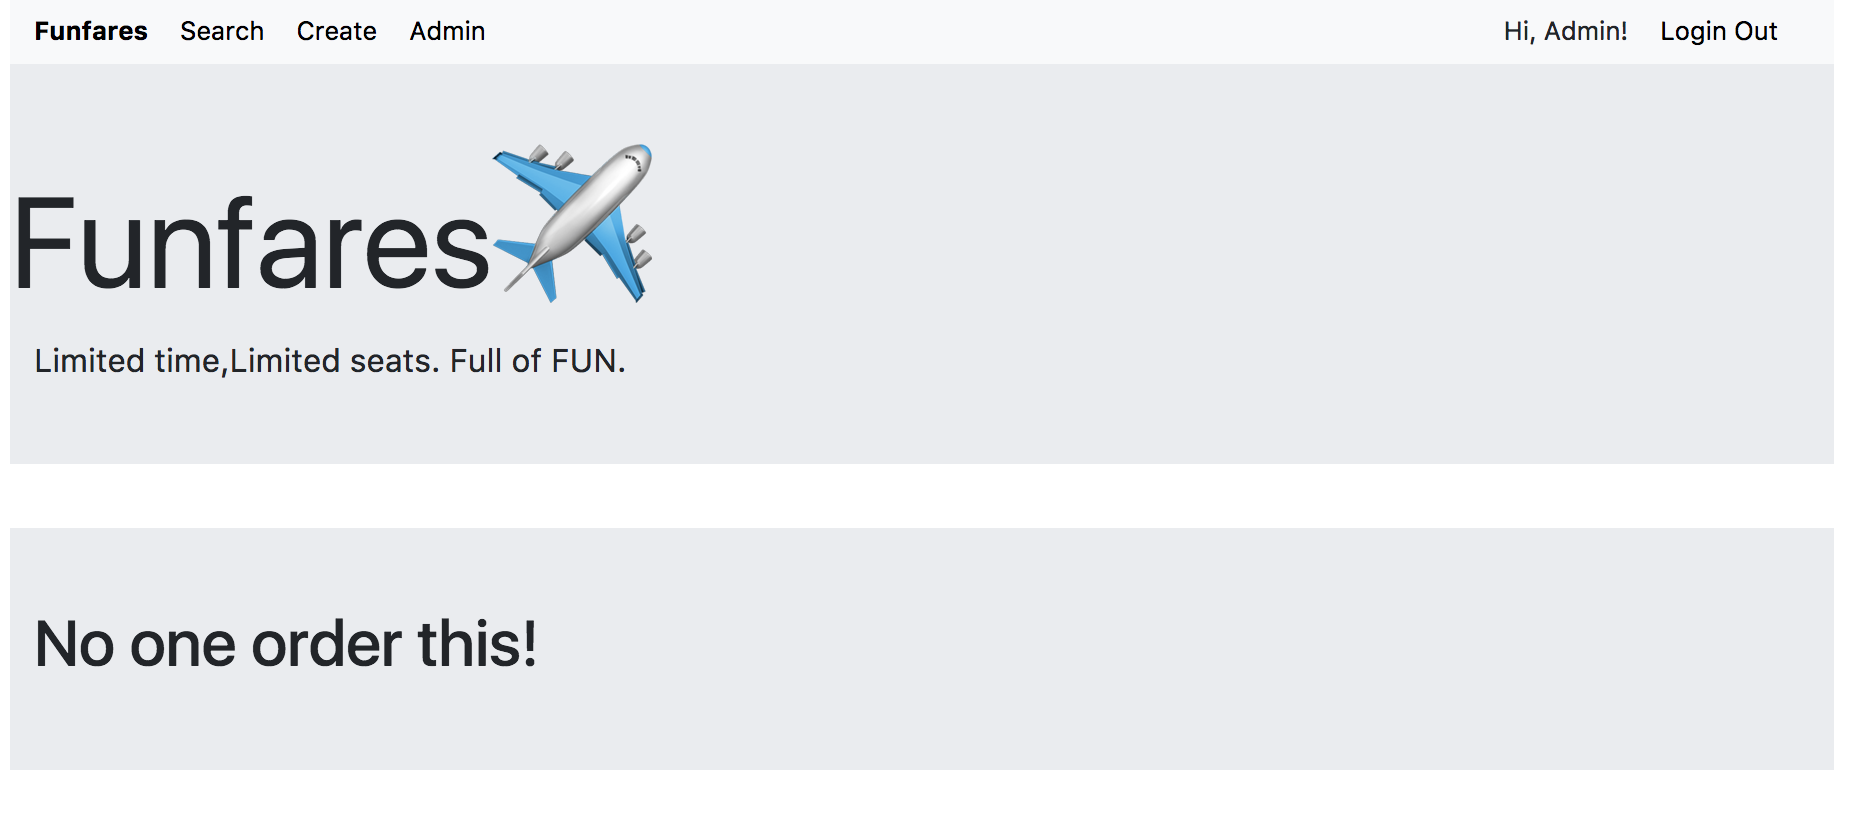 Funfares Search Create Admin Hi, Admin! Login Out
Funfares
Limited time,Limited seats. Full of FUN.
No one order this!